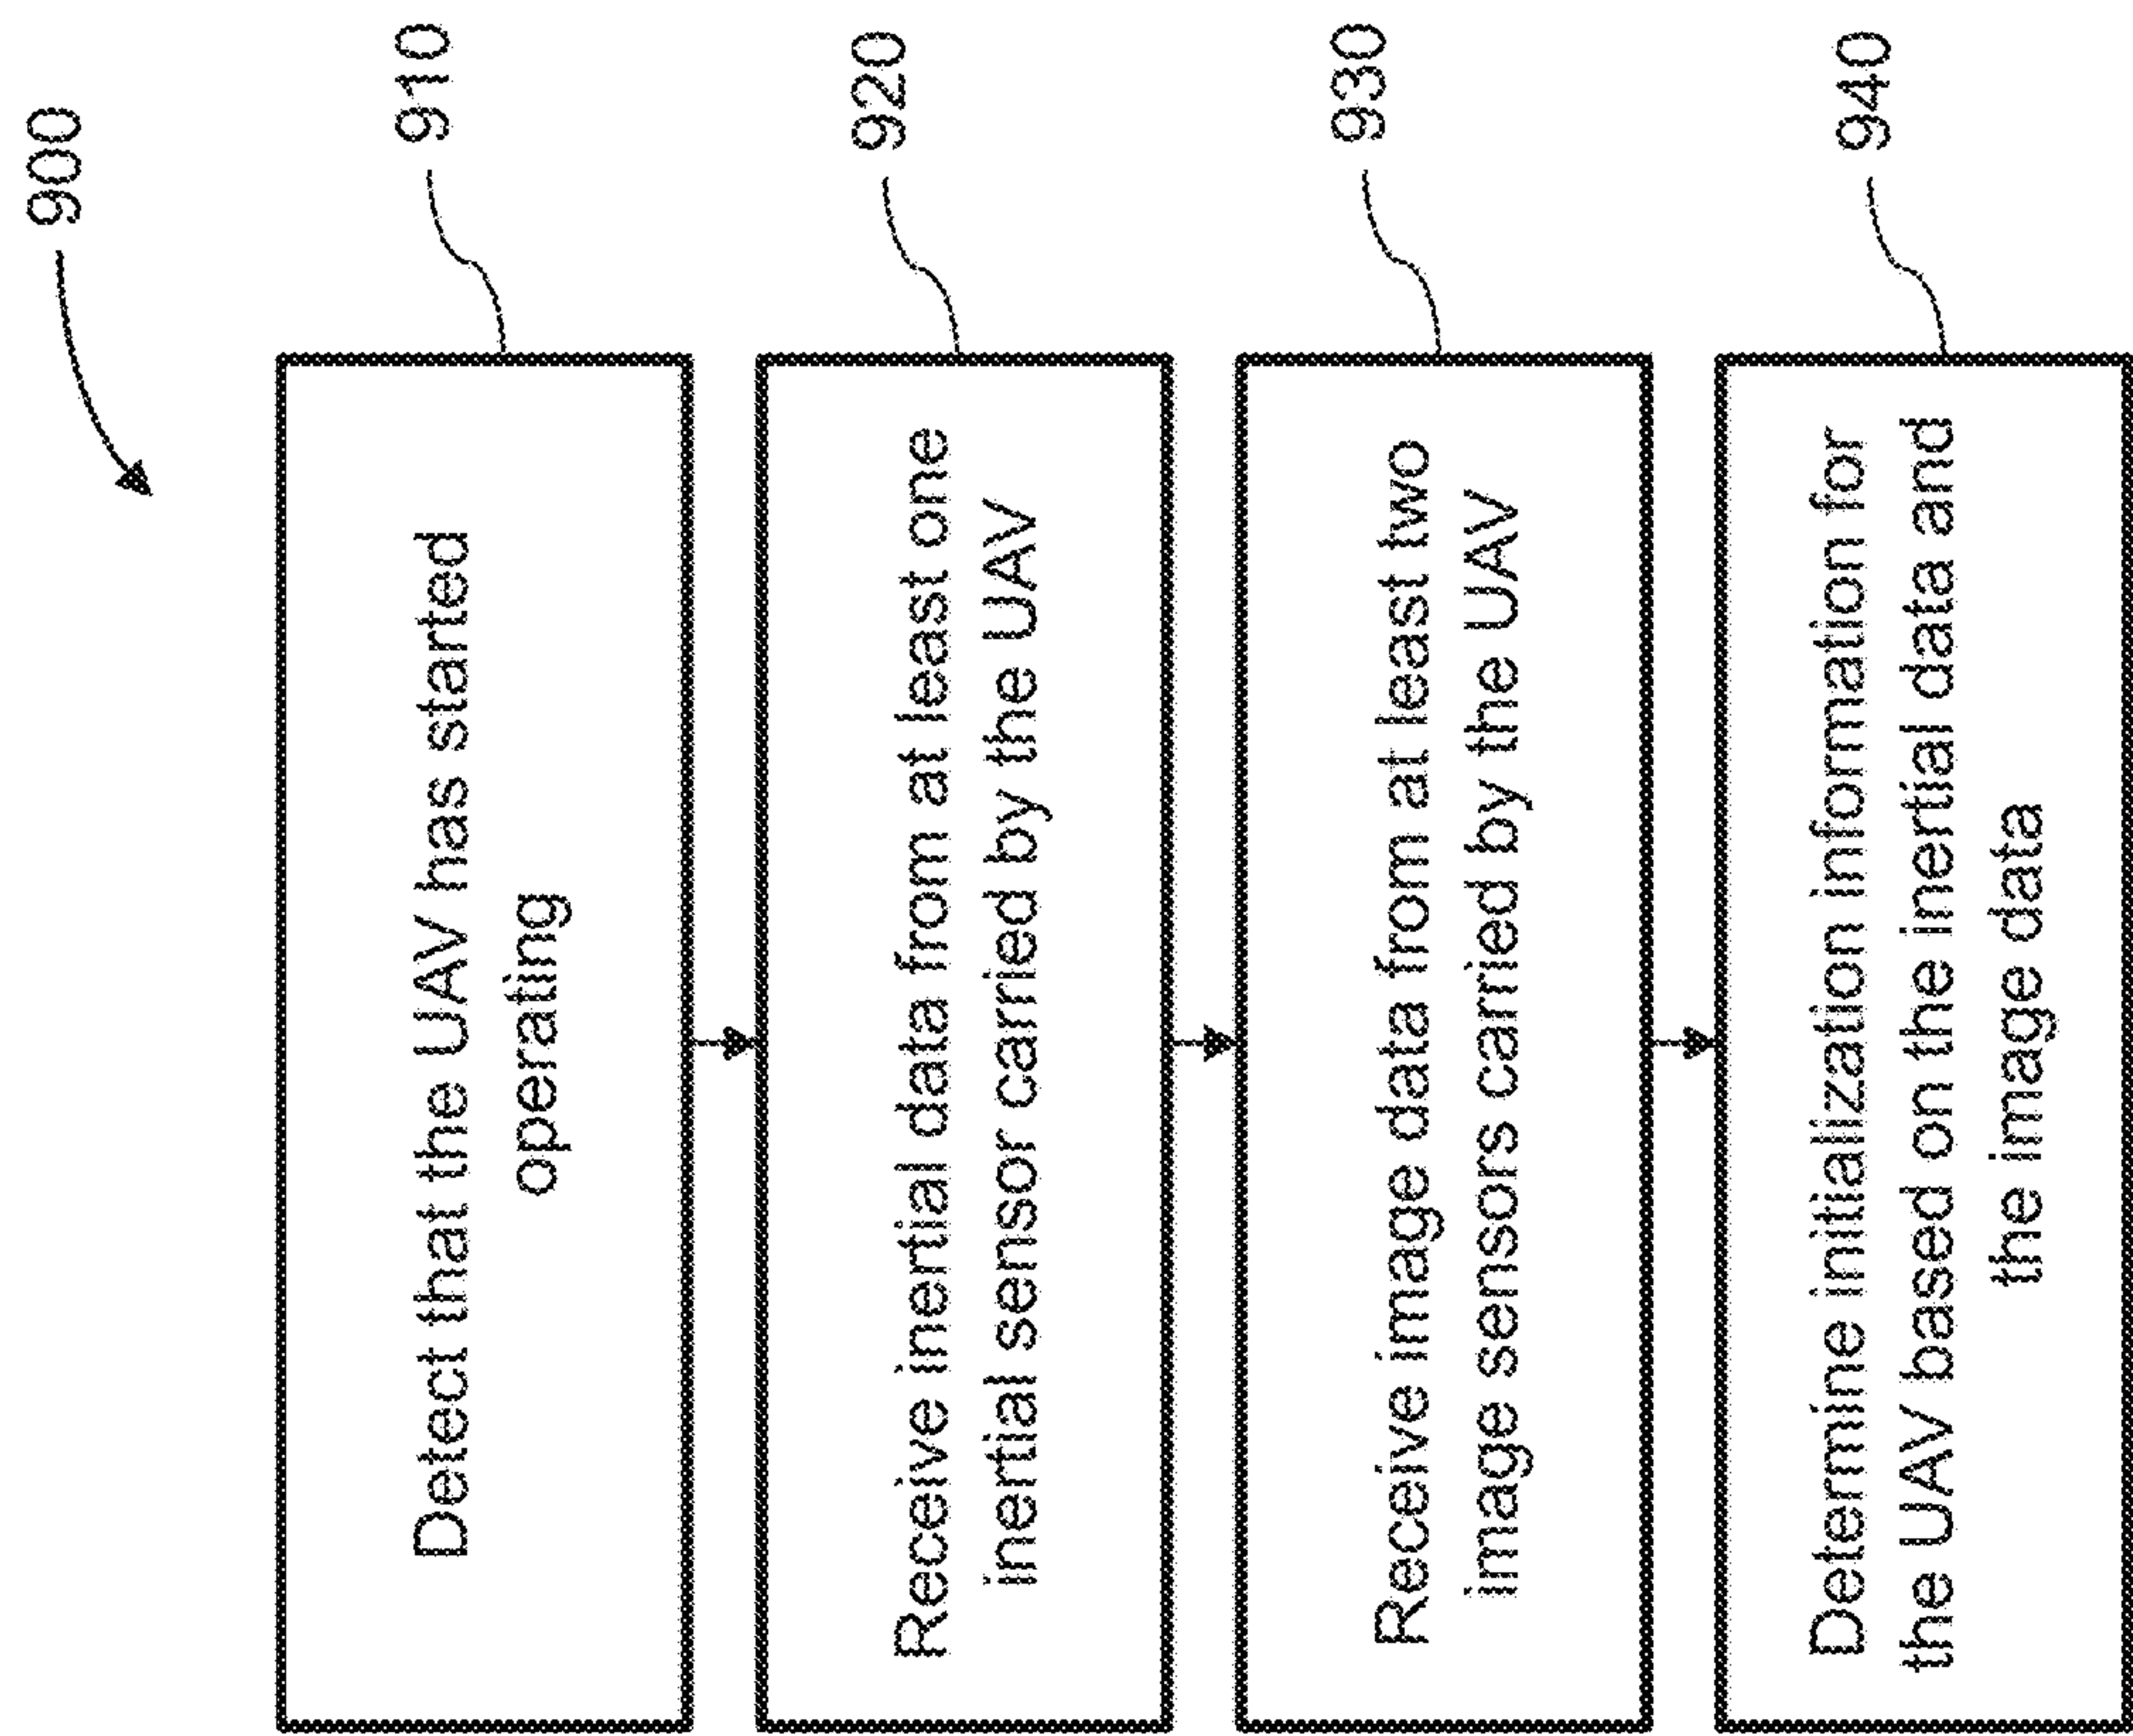 900
Detect that the UAV has started
operating
910
Receive inertial data from at least one
inertial sensor carried by the UAV
920
Receive image data from at least two
image sensors carried by the UAV
930
Determine initialization information for
the UAV based on the inertial data and
the image data
940